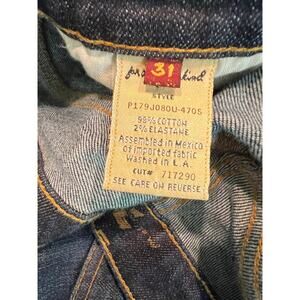 31
STYLE
P179J080U-470S
98% COTTON
2% ELASTANE
Assembled in Mexico
of imported fabric
Washed in L.A.
CUT# 717290
SEE CARE ON REVERSE